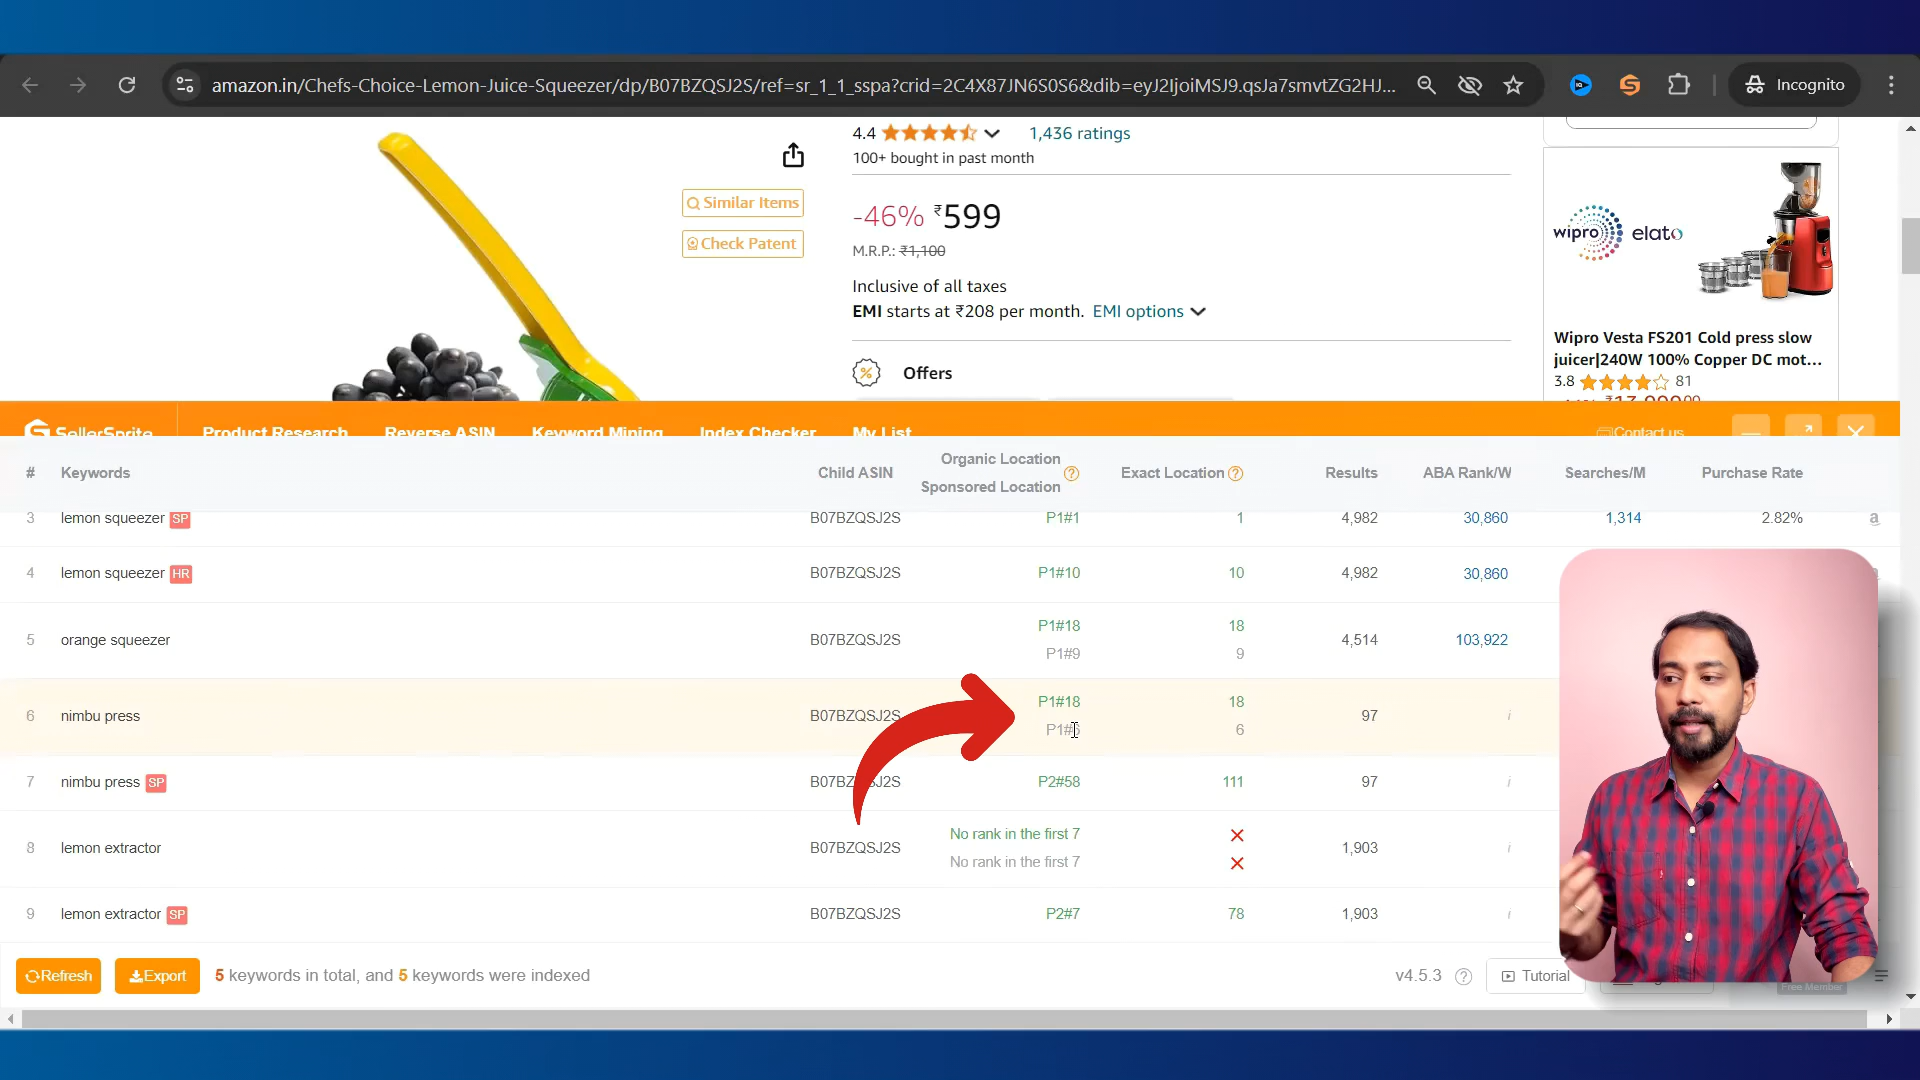 amazon.in/Chefs-Choice-Lemon-Juice-Squeezer/dp/B07BZQSJ2S/ref=sr_1_1_sspa?crid=2C4X87JN6S0S6&dib=eyJ2IjoiMSJ9.qsJa7smvtZG2HJ...
Incognito
4.4
1,436 ratings
100+ bought in past month
Similar Items
Check Patent
-46% ₹599
M.R.P.: ₹1,100
Inclusive of all taxes
EMI starts at ₹208 per month. EMI options
Offers
wipro elato
Wipro Vesta FS201 Cold press slow
juicer|240W 100% Copper DC mot...
3.8 81
SellerSprite Product Research Reverse ASIN Keyword Mining Index Checker My List Contact us
# Keywords Child ASIN Organic Location Exact Location Results ABA Rank/W Searches/M Purchase Rate
Sponsored Location
3 lemon squeezer SP B07BZQSJ2S P1#1 1 4,982 30,860 1,314 2.82%
4 lemon squeezer HR B07BZQSJ2S P1#10 10 4,982 30,860
5 orange squeezer B07BZQSJ2S P1#18 18 4,514 103,922
P1#9 9
6 nimbu press B07BZQSJ2S P1#18 18 97 i
P1#6 6
7 nimbu press SP P2#58 111 97 i
8 lemon extractor B07BZQSJ2S No rank in the first 7 1,903 i
No rank in the first 7
9 lemon extractor SP B07BZQSJ2S P2#7 78 1,903 i
Refresh Export 5 keywords in total, and 5 keywords were indexed v4.5.3 Tutorial
Free Member